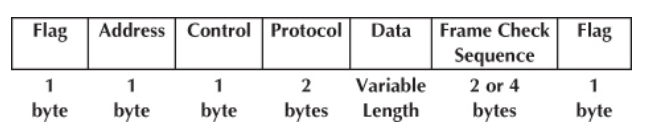 Flag Address Control Protocol Data Frame Check Flag
Sequence
1 1 1 2 Variable 2 or 4 1
byte byte byte bytes Length bytes byte